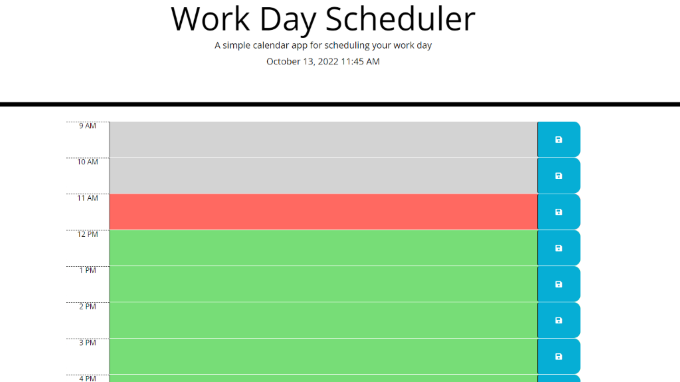 Work Day Scheduler
A simple calendar app for scheduling your work day
October 13, 2022 11:45 AM
9 AM
10 AM
11 AM
12 PM
1 PM
2 PM
3 PM
4 PM